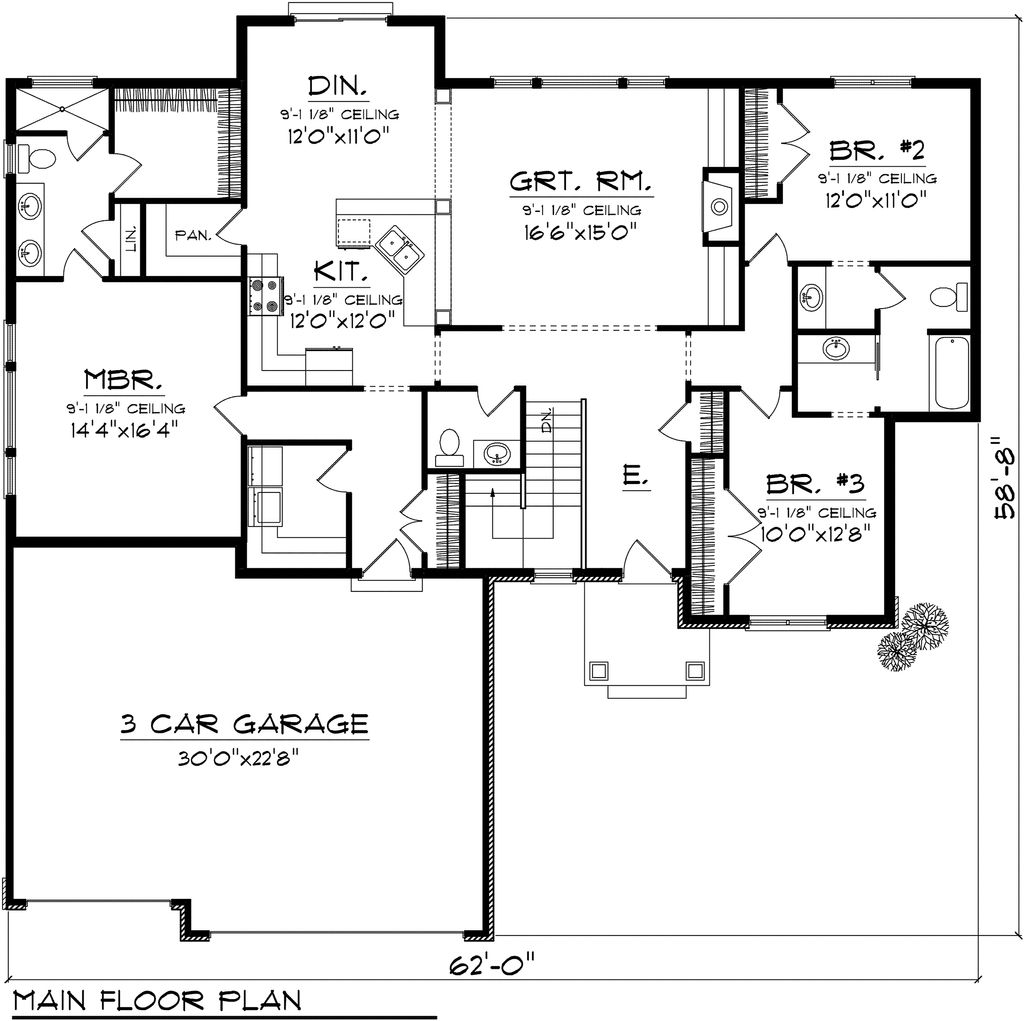 DIN.
9'-1 1/8" CEILING
12'0"x11'0"
GRT. RM.
9'-1 1/8" CEILING
16'6"x15'0"
BR. #2
9'-1 1/8" CEILING
12'0"x11'0"
LIN.
PAN.
KIT.
9'-1 1/8" CEILING
12'0"x12'0"
MBR.
9'-1 1/8" CEILING
14'4"x16'4"
DN.
E.
BR. #3
9'-1 1/8" CEILING
10'0"x12'8"
58'-8"
3 CAR GARAGE
30'0"x22'8"
62'-0"
MAIN FLOOR PLAN